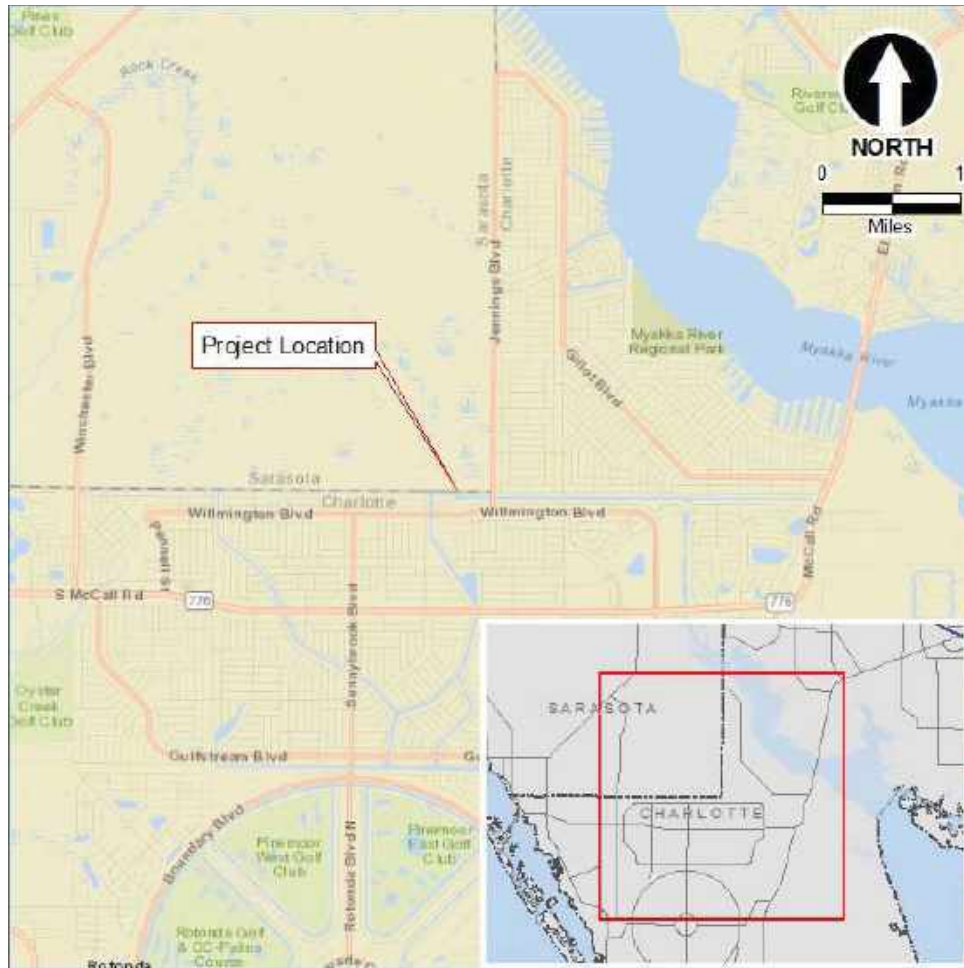 Pines
Golf Club
Rock Creek
NORTH
0 1
Miles
Sarasota
Charlotte
Jennings Blvd
Winchester Blvd
Project Location
Myakka River
Regional Park
Gillot Blvd
Myakka River
Myakka
Sarasota
Charlotte
Willmington Blvd
Willmington Blvd
Pennell St
S McCall Rd
776
McCall Rd
776
Sunnybrook Blvd
Oyster
Creek
Golf Club
Gulfstream Blvd
Gu
Boundary Blvd
Pinemoor
West Golf
Club
Pinemoor
East Golf
Club
Rotonda Blvd N
Rotonda Golf
& CC-Palms
Course
Rotonda
SARASOTA
CHARLOTTE